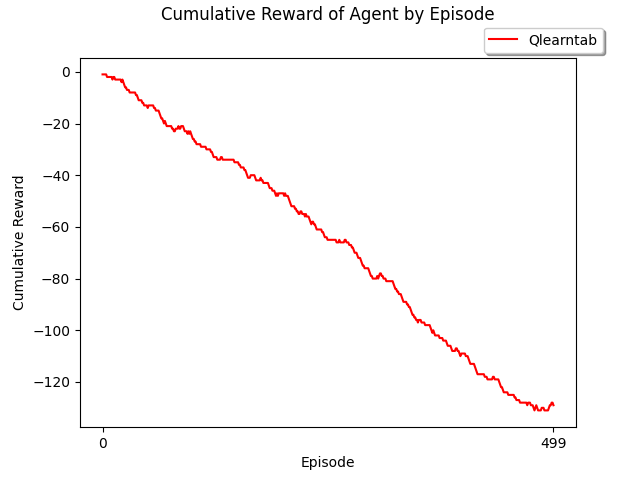 Cumulative Reward of Agent by Episode
Qlearntab
0
−20
−40
−60
−80
−100
−120
Cumulative Reward
0 499
Episode